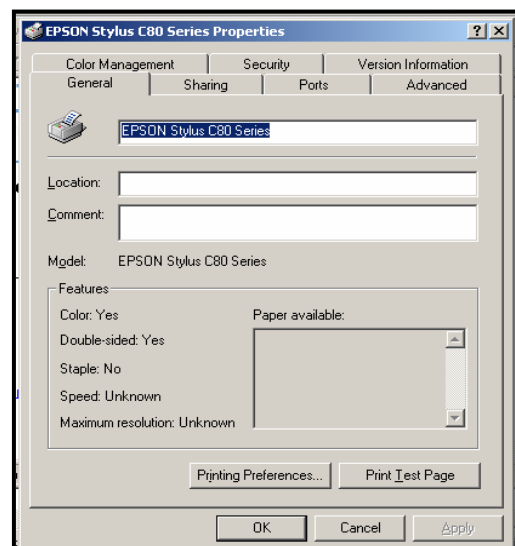 EPSON Stylus C80 Series Properties
Color Management Security Version Information
General Sharing Ports Advanced
EPSON Stylus C80 Series
Location:
Comment:
Model: EPSON Stylus C80 Series
Features
Color: Yes Paper available:
Double-sided: Yes
Staple: No
Speed: Unknown
Maximum resolution: Unknown
Printing Preferences... Print Test Page
OK Cancel Apply